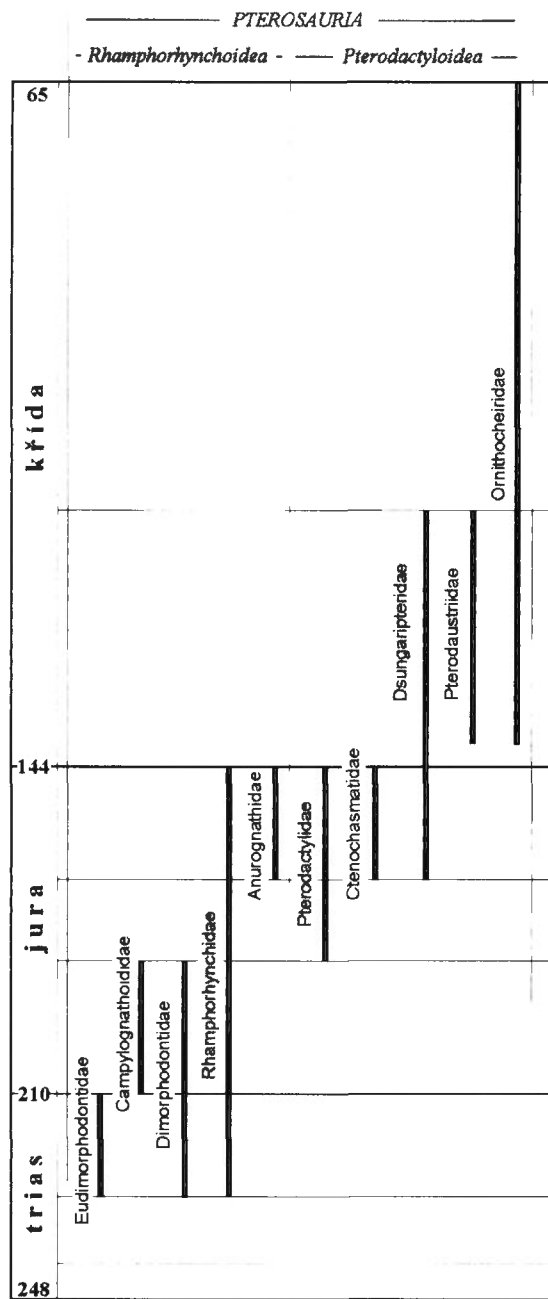 PTEROSAURIA
- Rhamphorhynchoidea - — Pterodactyloidea —
65
křída
Ornithocheiridae
Dsungaripteridae
Pterodaustriidae
144
Anurognathidae
Pterodactylidae
Ctenochasmatidae
jura
Rhamphorhynchidae
Campylognathoididae
Dimorphodontidae
210
Eudimorphodontidae
trias
248